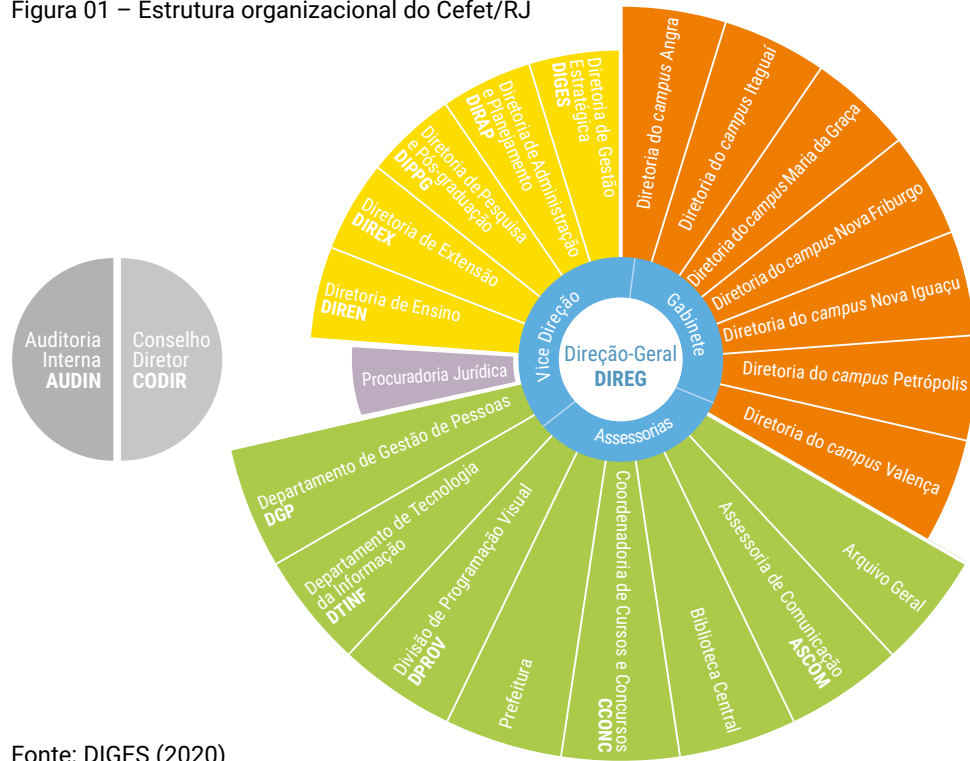 Figura 01 – Estrutura organizacional do Cefet/RJ
Auditoria
Interna
AUDIN
Conselho
Diretor
CODIR
Direção-Geral
DIREG
Vice Direção
Gabinete
Assessorias
Diretoria de Ensino
DIREN
Diretoria de Extensão
DIREX
Diretoria de Pesquisa
e Pós-graduação
DIPPG
Diretoria de Administração
e Planejamento
DIRAP
Diretoria de Gestão
Estratégica
DIGES
Diretoria do campus Angra
Diretoria do campus Itaguaí
Diretoria do campus Maria da Graça
Diretoria do campus Nova Friburgo
Diretoria do campus Nova Iguaçu
Diretoria do campus Petrópolis
Diretoria do campus Valença
Arquivo Geral
Assessoria de Comunicação
ASCOM
Biblioteca Central
Coordenadoria de Cursos e Concursos
CCONC
Prefeitura
Divisão de Programação Visual
DPROV
Departamento de Tecnologia
da Informação
DTINF
Departamento de Gestão de Pessoas
DGP
Procuradoria Jurídica
Fonte: DIGES (2020)